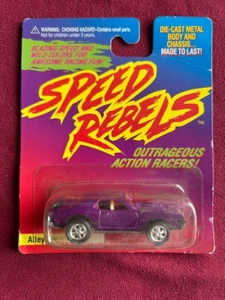 WARNING: CHOKING HAZARD-Contains small parts.
Not for children under 3 years.
BLAZING SPEED AND
WILD COLORS FOR
AWESOME RACING FUN!
DIE-CAST METAL
BODY AND
CHASSIS...
MADE TO LAST!
SPEED
REBELS
TM
OUTRAGEOUS
ACTION RACERS!
Alley